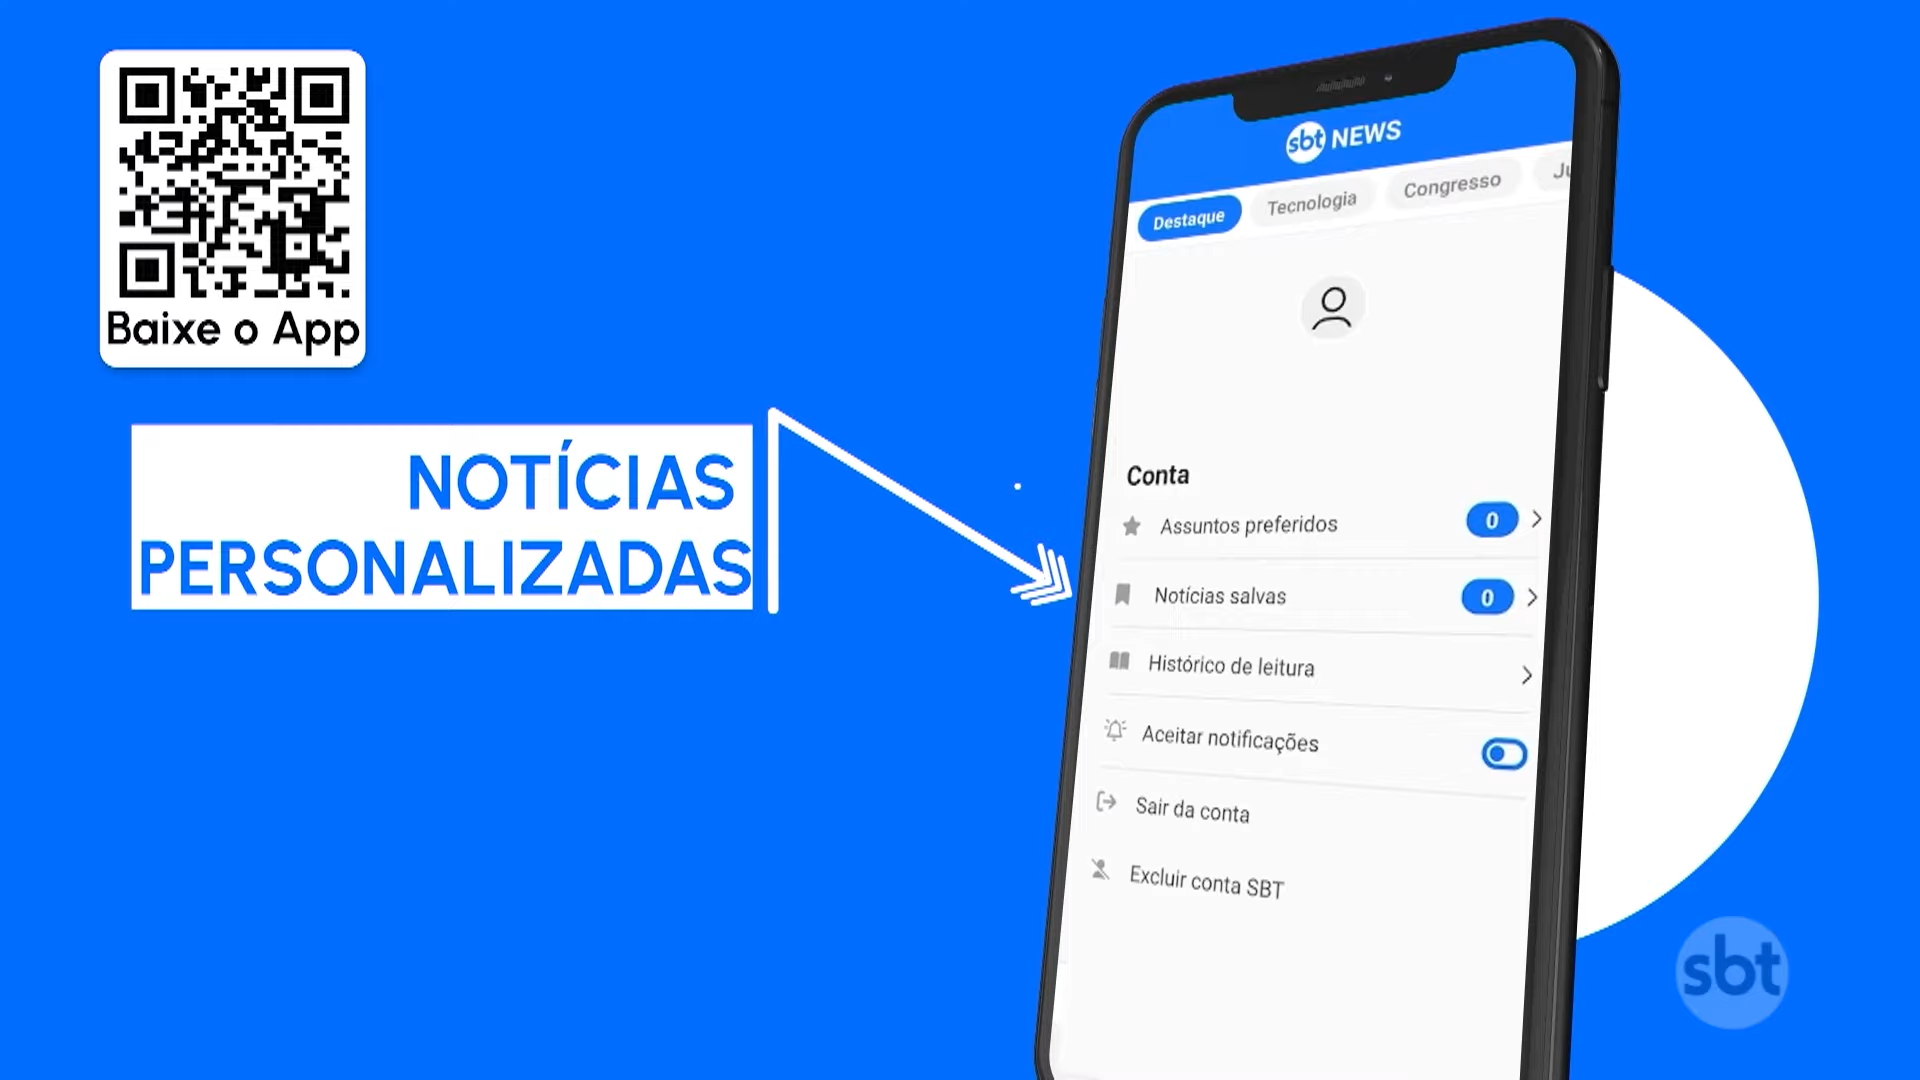 Baixe o App
NOTÍCIAS
PERSONALIZADAS
sbt NEWS
Destaque
Tecnologia
Congresso
Ju
Conta
Assuntos preferidos
0
Notícias salvas
0
Histórico de leitura
Aceitar notificações
Sair da conta
Excluir conta SBT
sbt